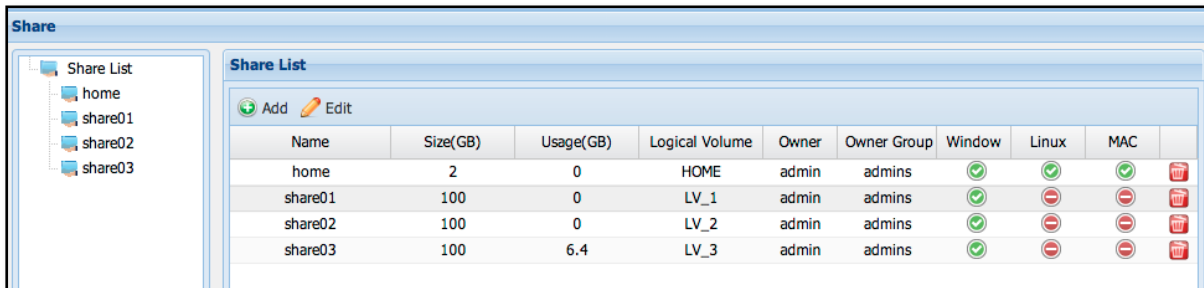 Share
Share List
home
share01
share02
share03
Share List
Add Edit
Name Size(GB) Usage(GB) Logical Volume Owner Owner Group Window Linux MAC
home 2 0 HOME admin admins
share01 100 0 LV_1 admin admins
share02 100 0 LV_2 admin admins
share03 100 6.4 LV_3 admin admins